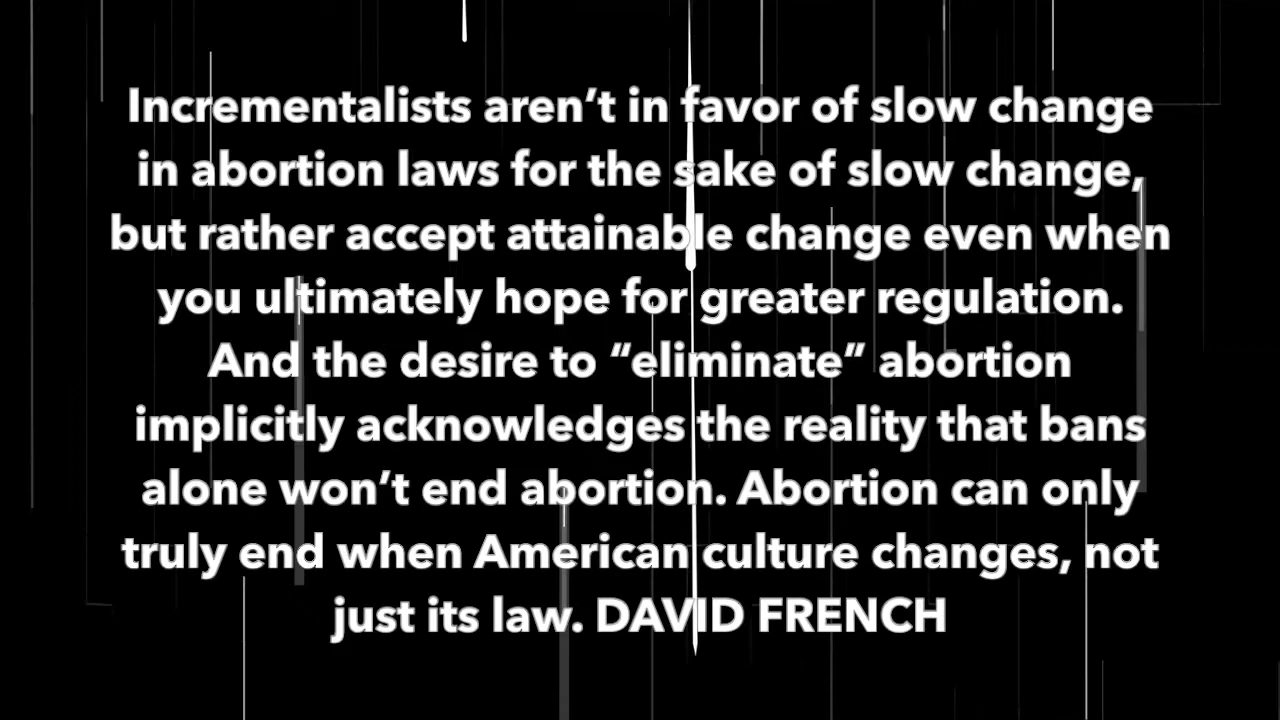 Incrementalists aren’t in favor of slow change
in abortion laws for the sake of slow change,
but rather accept attainable change even when
you ultimately hope for greater regulation.
And the desire to “eliminate” abortion
implicitly acknowledges the reality that bans
alone won’t end abortion. Abortion can only
truly end when American culture changes, not
just its law. DAVID FRENCH